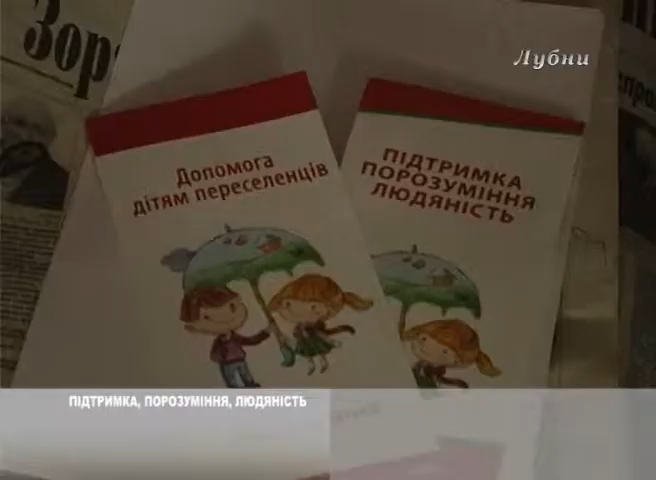 Зор
Лубни
Допомога
дітям переселенців
ПІДТРИМКА
ПОРОЗУМІННЯ
ЛЮДЯНІСТЬ
ПІДТРИМКА, ПОРОЗУМІННЯ, ЛЮДЯНІСТЬ